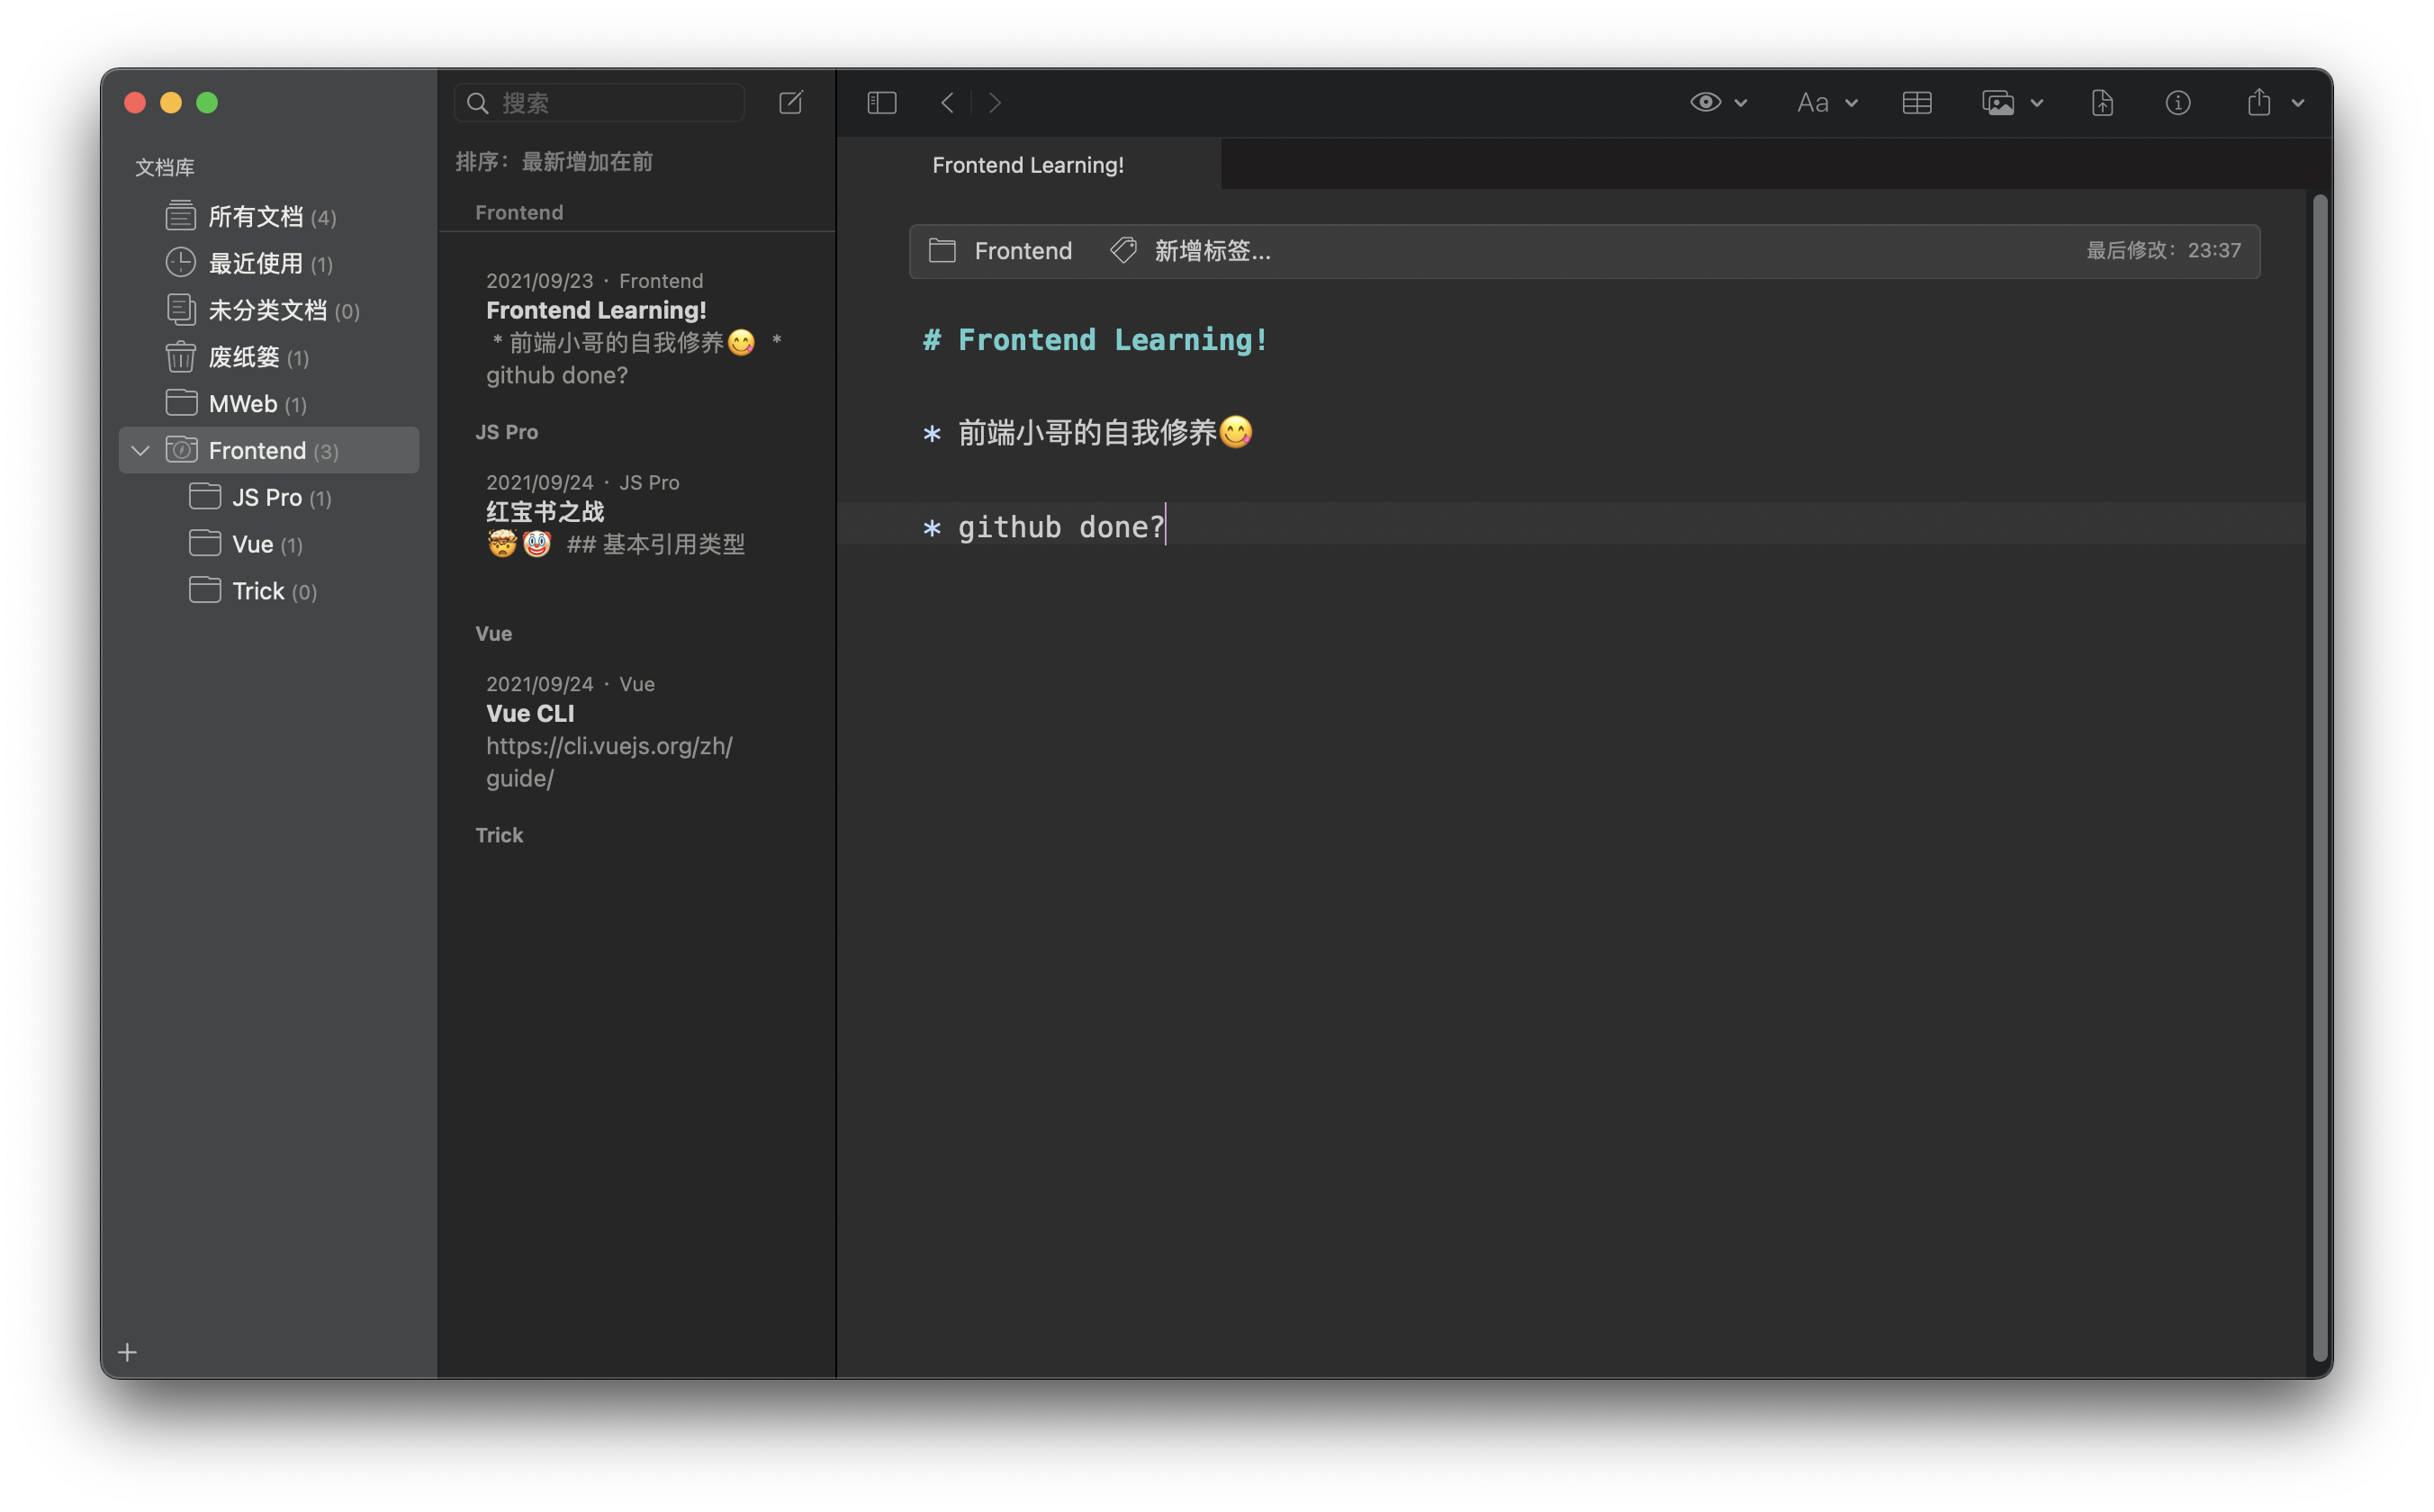 文档库
所有文档 (4)
最近使用 (1)
未分类文档 (0)
废纸篓 (1)
MWeb (1)
Frontend (3)
JS Pro (1)
Vue (1)
Trick (0)
搜索
排序：最新增加在前
Frontend
2021/09/23 · Frontend
Frontend Learning!
* 前端小哥的自我修养😋 *
github done?
JS Pro
2021/09/24 · JS Pro
红宝书之战
🤯🤡 ## 基本引用类型
Vue
2021/09/24 · Vue
Vue CLI
https://cli.vuejs.org/zh/
guide/
Trick
Aa
Frontend Learning!
Frontend 新增标签... 最后修改：23:37
# Frontend Learning!
* 前端小哥的自我修养😋
* github done?